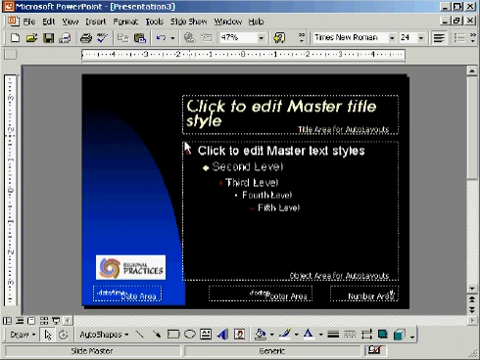 Microsoft PowerPoint - [Presentation3]
File Edit View Insert Format Tools Slide Show Window Help
47%
Times New Roman
24
Click to edit Master title
style
Title Area for AutoLayouts
Click to edit Master text styles
Second Level
Third Level
Fourth Level
Fifth Level
REGIONAL
PRACTICES
Object Area for AutoLayouts
Date Area
Footer Area
Number Area
Draw
AutoShapes
Slide Master
Generic